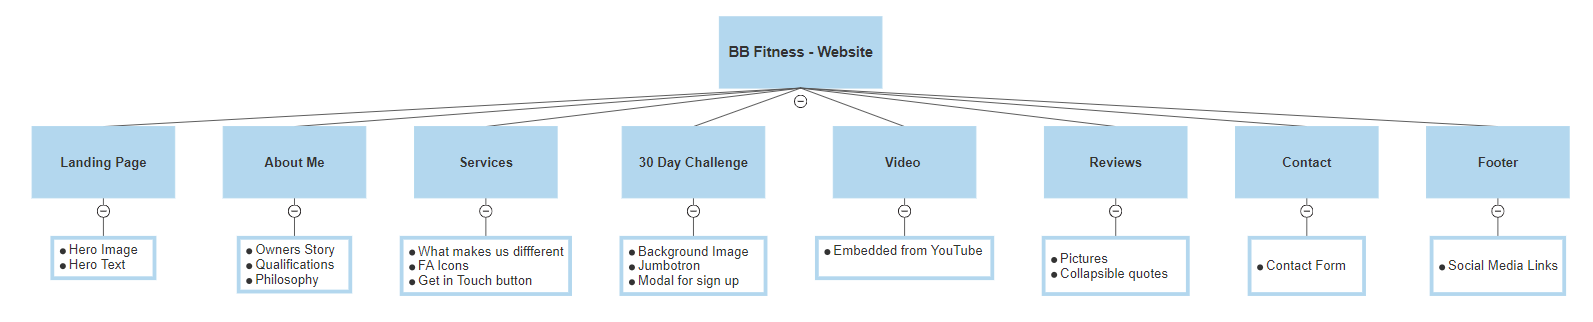 BB Fitness - Website
Landing Page
About Me
Services
30 Day Challenge
Video
Reviews
Contact
Footer
• Hero Image
• Hero Text
• Owners Story
• Qualifications
• Philosophy
• What makes us diffferent
• FA Icons
• Get in Touch button
• Background Image
• Jumbotron
• Modal for sign up
• Embedded from YouTube
• Pictures
• Collapsible quotes
• Contact Form
• Social Media Links